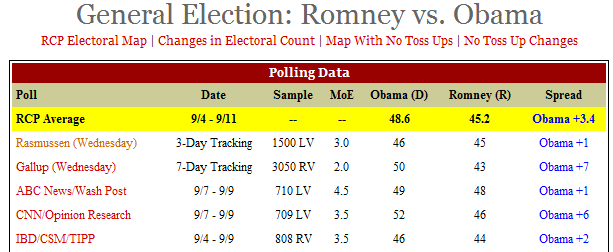 General Election: Romney vs. Obama
RCP Electoral Map | Changes in Electoral Count | Map With No Toss Ups | No Toss Up Changes
Polling Data
Poll Date Sample MoE Obama (D) Romney (R) Spread
RCP Average 9/4 - 9/11 -- -- 48.6 45.2 Obama +3.4
Rasmussen (Wednesday) 3-Day Tracking 1500 LV 3.0 46 45 Obama +1
Gallup (Wednesday) 7-Day Tracking 3050 RV 2.0 50 43 Obama +7
ABC News/Wash Post 9/7 - 9/9 710 LV 4.5 49 48 Obama +1
CNN/Opinion Research 9/7 - 9/9 709 LV 3.5 52 46 Obama +6
IBD/CSM/TIPP 9/4 - 9/9 808 RV 3.5 46 44 Obama +2